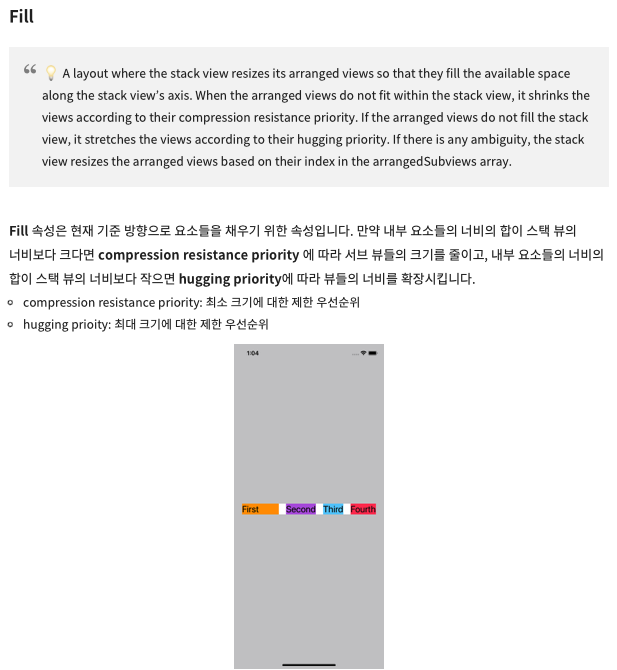 Fill
“ 💡 A layout where the stack view resizes its arranged views so that they fill the available space
along the stack view’s axis. When the arranged views do not fit within the stack view, it shrinks the
views according to their compression resistance priority. If the arranged views do not fill the stack
view, it stretches the views according to their hugging priority. If there is any ambiguity, the stack
view resizes the arranged views based on their index in the arrangedSubviews array.
Fill 속성은 현재 기준 방향으로 요소들을 채우기 위한 속성입니다. 만약 내부 요소들의 너비의 합이 스택 뷰의
너비보다 크다면 compression resistance priority 에 따라 서브 뷰들의 크기를 줄이고, 내부 요소들의 너비의
합이 스택 뷰의 너비보다 작으면 hugging priority에 따라 뷰들의 너비를 확장시킵니다.
compression resistance priority: 최소 크기에 대한 제한 우선순위
hugging prioity: 최대 크기에 대한 제한 우선순위
1:04
First Second Third Fourth